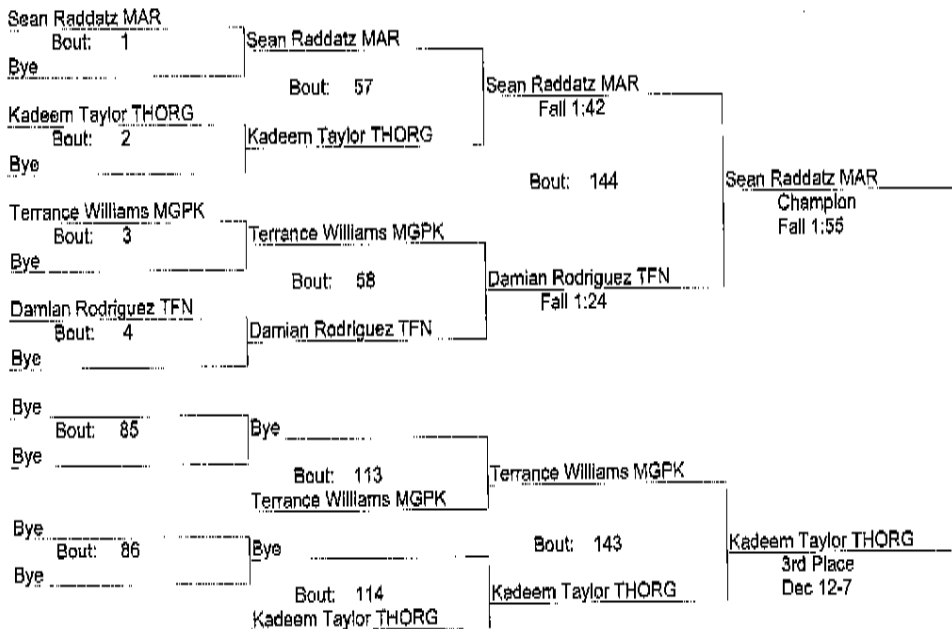 Sean Raddatz MAR
Bout: 1
Bye
Sean Raddatz MAR
Bout: 57
Kadeem Taylor THORG
Bout: 2
Bye
Kadeem Taylor THORG
Sean Raddatz MAR
Fall 1:42
Bout: 144
Terrance Williams MGPK
Bout: 3
Bye
Terrance Williams MGPK
Bout: 58
Damian Rodriguez TFN
Bout: 4
Bye
Damian Rodriguez TFN
Damian Rodriguez TFN
Fall 1:24
Sean Raddatz MAR
Champion
Fall 1:55
Bye
Bout: 85
Bye
Bye
Bout: 113
Terrance Williams MGPK
Terrance Williams MGPK
Bye
Bout: 86
Bye
Bye
Bout: 114
Kadeem Taylor THORG
Kadeem Taylor THORG
Bout: 143
Kadeem Taylor THORG
3rd Place
Dec 12-7